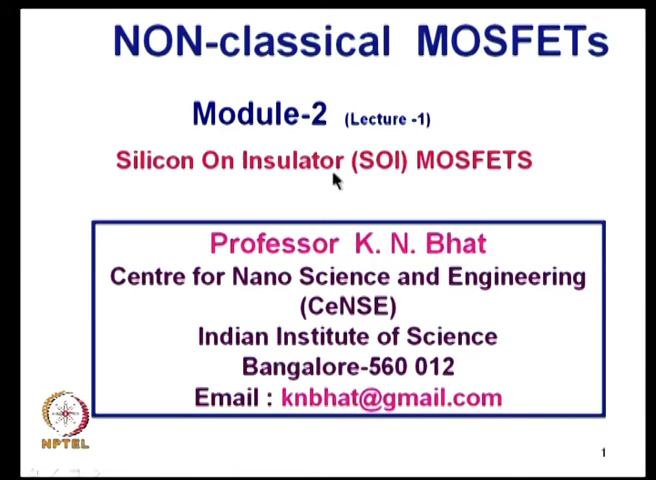 NON-classical MOSFETs
Module-2 (Lecture -1)
Silicon On Insulator (SOI) MOSFETS
Professor K. N. Bhat
Centre for Nano Science and Engineering
(CeNSE)
Indian Institute of Science
Bangalore-560 012
Email : knbhat@gmail.com
NPTEL
1